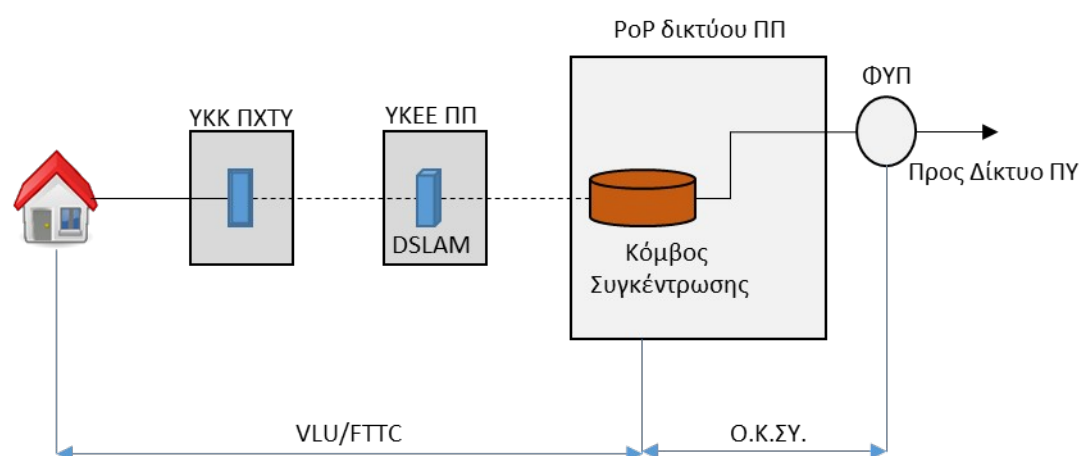 PoP δικτύου ΠΠ
ΦΥΠ
ΥΚΚ ΠΧΤΥ
ΥΚΕΕ ΠΠ
Προς Δίκτυο ΠΥ
DSLAM
Κόμβος
Συγκέντρωσης
VLU/FTTC
Ο.Κ.ΣΥ.